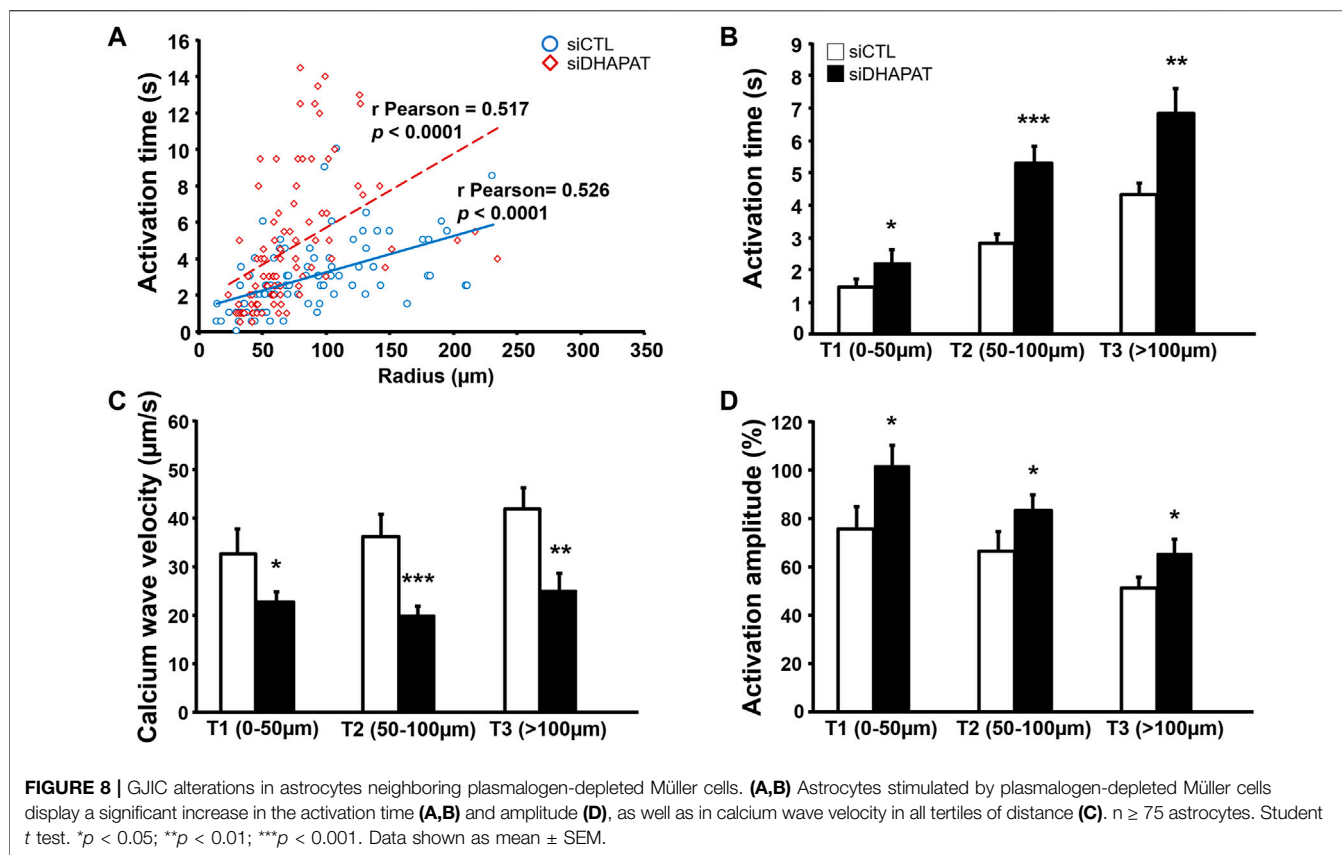 A
siCTL
siDHAPAT
Activation time (s)
16
14
12
10
8
6
4
2
0
r Pearson = 0.517
p < 0.0001
r Pearson= 0.526
p < 0.0001
0 50 100 150 200 250 300 350
Radius (µm)
B
siCTL
siDHAPAT
Activation time (s)
9
8
7
6
5
4
3
2
1
0
*
***
**
T1 (0-50µm) T2 (50-100µm) T3 (>100µm)
C
Calcium wave velocity (µm/s)
60
50
40
30
20
10
0
*
***
**
T1 (0-50µm) T2 (50-100µm) T3 (>100µm)
D
Activation amplitude (%)
120
100
80
60
40
20
0
*
*
*
T1 (0-50µm) T2 (50-100µm) T3 (>100µm)
FIGURE 8 | GJIC alterations in astrocytes neighboring plasmalogen-depleted Müller cells. (A,B) Astrocytes stimulated by plasmalogen-depleted Müller cells
display a significant increase in the activation time (A,B) and amplitude (D), as well as in calcium wave velocity in all tertiles of distance (C). n ≥ 75 astrocytes. Student
t test. *p < 0.05; **p < 0.01; ***p < 0.001. Data shown as mean ± SEM.